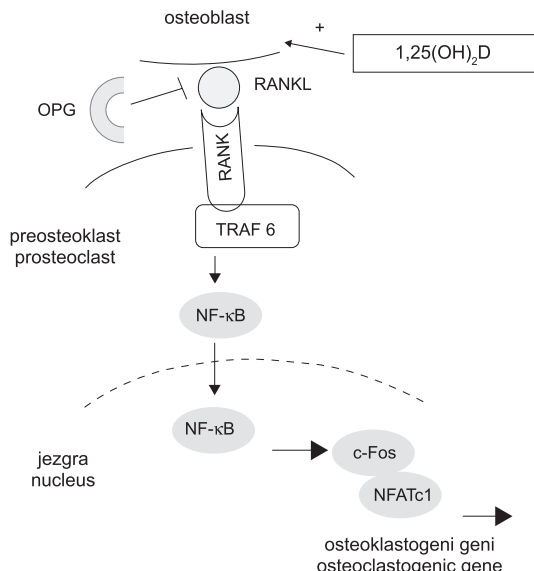 osteoblast
+
1,25(OH)₂D
OPG
RANKL
RANK
TRAF 6
preosteoklast
prosteoclast
NF-κB
NF-κB
jezgra
nucleus
c-Fos
NFATc1
osteoklastogeni geni
osteoclastogenic gene